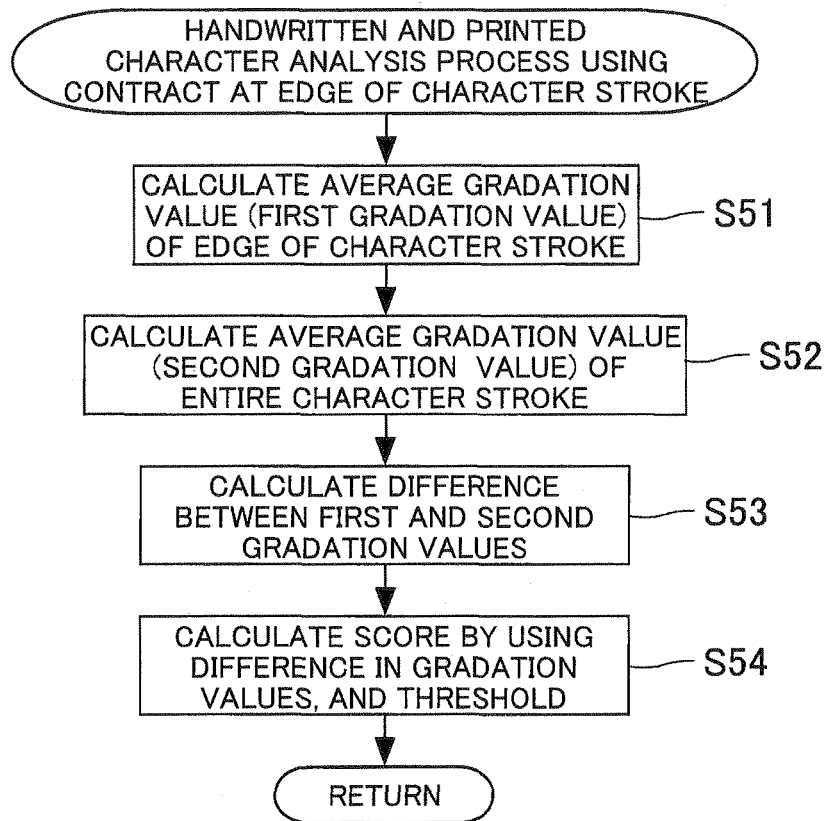 HANDWRITTEN AND PRINTED
CHARACTER ANALYSIS PROCESS USING
CONTRACT AT EDGE OF CHARACTER STROKE
CALCULATE AVERAGE GRADATION
VALUE (FIRST GRADATION VALUE)
OF EDGE OF CHARACTER STROKE
S51
CALCULATE AVERAGE GRADATION VALUE
(SECOND GRADATION VALUE) OF
ENTIRE CHARACTER STROKE
S52
CALCULATE DIFFERENCE
BETWEEN FIRST AND SECOND
GRADATION VALUES
S53
CALCULATE SCORE BY USING
DIFFERENCE IN GRADATION
VALUES, AND THRESHOLD
S54
RETURN